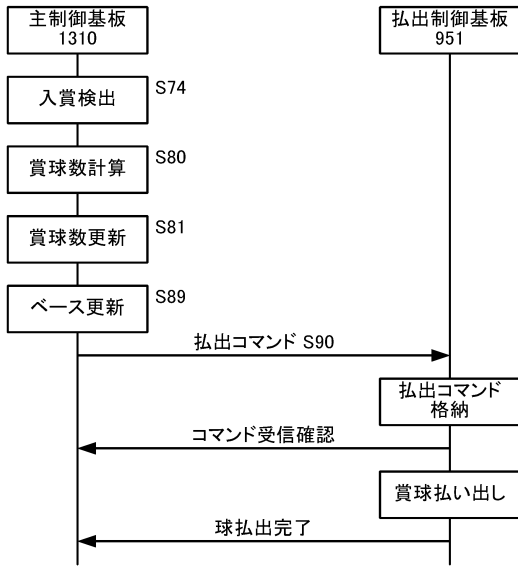 主制御基板
1310
払出制御基板
951
入賞検出
S74
賞球数計算
S80
賞球数更新
S81
ベース更新
S89
払出コマンド S90
払出コマンド
格納
コマンド受信確認
賞球払い出し
球払出完了